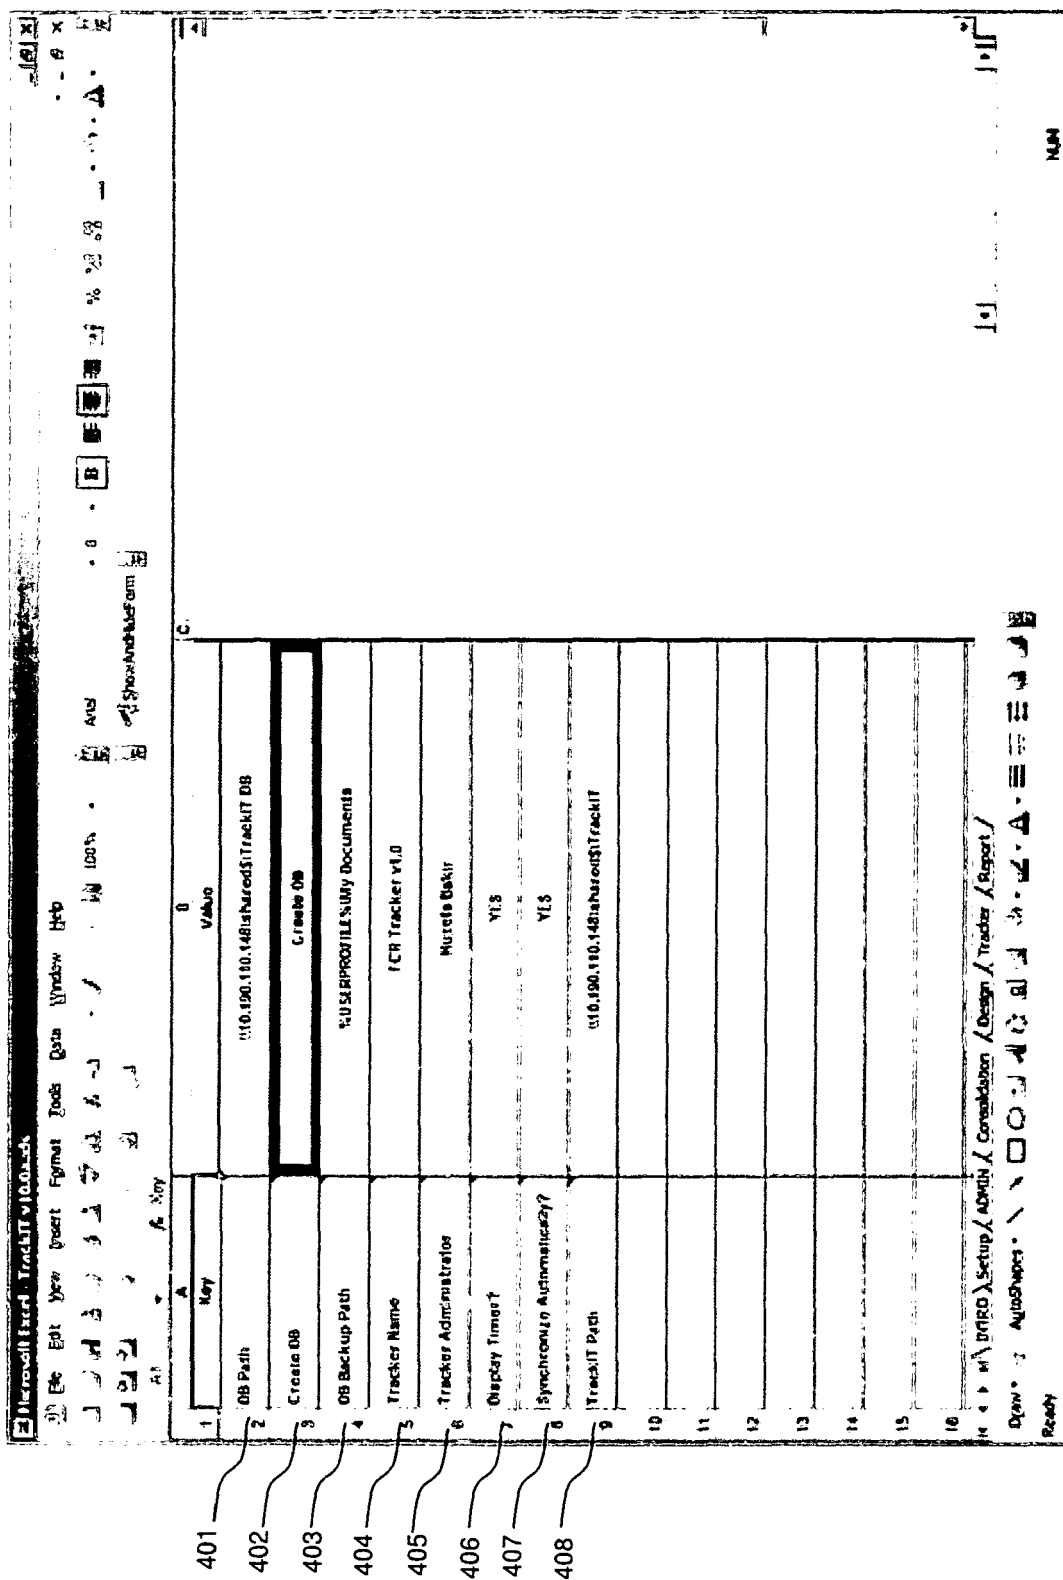 Microsoft Excel - TrackIT
File Edit View Insert Format Tools Data Window Help
100%
Arial
8
B
%
ShowAndHideForm
A1
Key
A B C
1 Key Value
401 2 DB Path \\10.190.110.148\shared$\TrackIT DB
402 3 Create DB Create DB
403 4 DB Backup Path %USERPROFILE%\My Documents
404 5 Tracker Name FCR Tracker v1.0
405 6 Tracker Administrator
406 7 Display Timer? YES
407 8 Synchronize Automatically? YES
408 9 TrackIT Path \\10.190.110.148\shared$\TrackIT
10
11
12
13
14
15
16
INTRO / Setup / ADMIN / Consolidation / Design / Tracker / Report /
Draw AutoShapes
Ready NUM